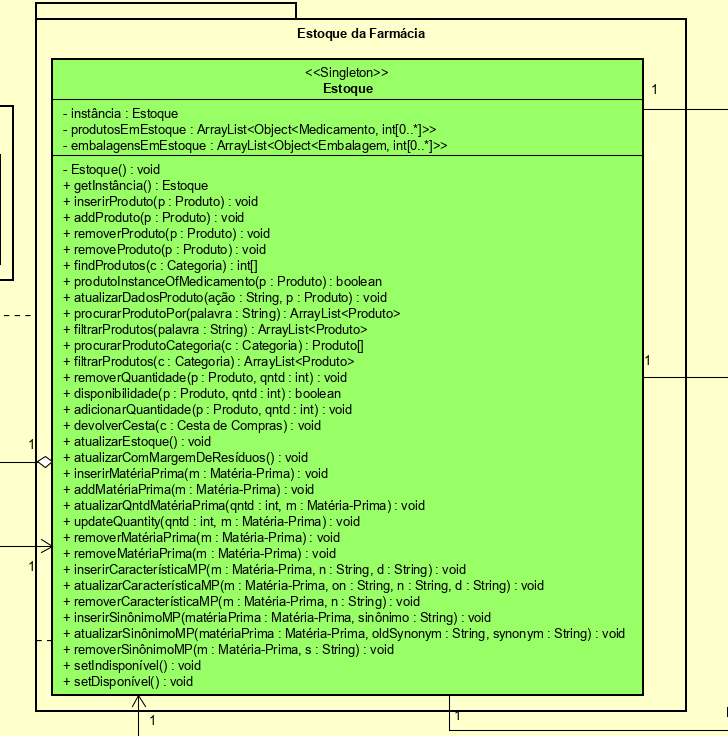 Estoque da Farmácia
<<Singleton>>
Estoque
1
- instância : Estoque
- produtosEmEstoque : ArrayList<Object<Medicamento, int[0..*]>>
- embalagensEmEstoque : ArrayList<Object<Embalagem, int[0..*]>>
- Estoque() : void
+ getInstância() : Estoque
+ inserirProduto(p : Produto) : void
+ addProduto(p : Produto) : void
+ removerProduto(p : Produto) : void
+ removeProduto(p : Produto) : void
+ findProdutos(c : Categoria) : int[]
+ produtoInstanceOfMedicamento(p : Produto) : boolean
+ atualizarDadosProduto(ação : String, p : Produto) : void
+ procurarProdutoPor(palavra : String) : ArrayList<Produto>
+ filtrarProdutos(palavra : String) : ArrayList<Produto>
+ procurarProdutoCategoria(c : Categoria) : Produto[]
+ filtrarProdutos(c : Categoria) : ArrayList<Produto>
1
+ removerQuantidade(p : Produto, qntd : int) : void
+ disponibilidade(p : Produto, qntd : int) : boolean
+ adicionarQuantidade(p : Produto, qntd : int) : void
+ devolverCesta(c : Cesta de Compras) : void
+ atualizarEstoque() : void
1
+ atualizarComMargemDeResíduos() : void
+ inserirMatériaPrima(m : Matéria-Prima) : void
+ addMatériaPrima(m : Matéria-Prima) : void
+ atualizarQntdMatériaPrima(qntd : int, m : Matéria-Prima) : void
+ updateQuantity(qntd : int, m : Matéria-Prima) : void
+ removerMatériaPrima(m : Matéria-Prima) : void
+ removeMatériaPrima(m : Matéria-Prima) : void
1
+ inserirCaracterísticaMP(m : Matéria-Prima, n : String, d : String) : void
+ atualizarCaracterísticaMP(m : Matéria-Prima, on : String, n : String, d : String) : void
+ removerCaracterísticaMP(m : Matéria-Prima, n : String) : void
+ inserirSinônimoMP(matériaPrima : Matéria-Prima, sinônimo : String) : void
+ atualizarSinônimoMP(matériaPrima : Matéria-Prima, oldSynonym : String, synonym : String) : void
+ removerSinônimoMP(m : Matéria-Prima, s : String) : void
+ setIndisponível() : void
+ setDisponível() : void
1
1